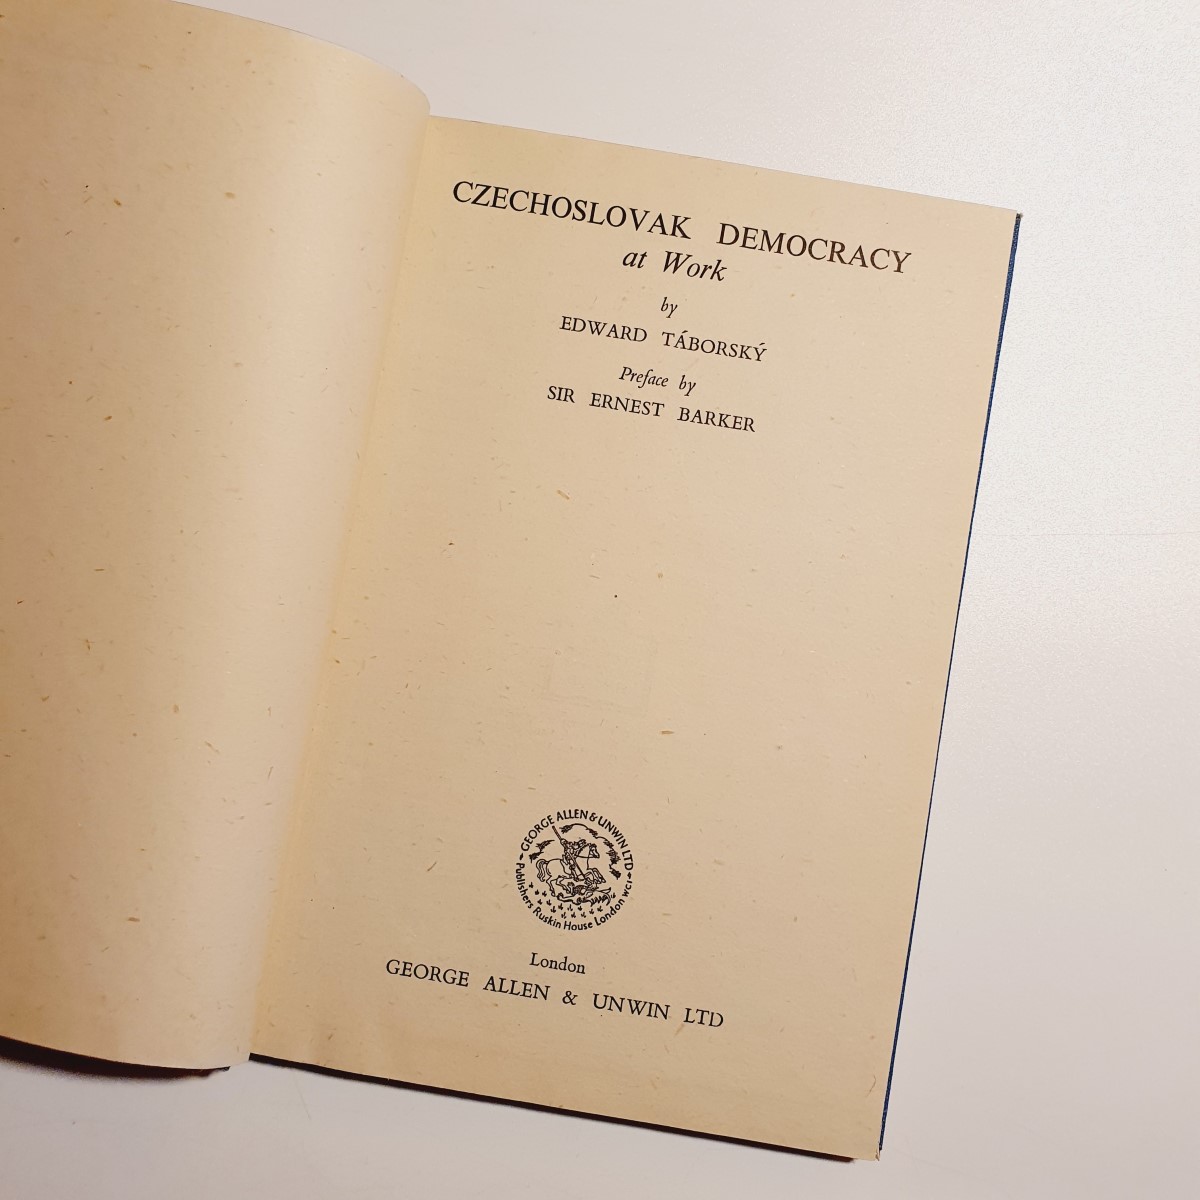 CZECHOSLOVAK DEMOCRACY
at Work
by
EDWARD TÁBORSKÝ
Preface by
SIR ERNEST BARKER
GEORGE ALLEN & UNWIN LTD
Publishers Ruskin House London WC1
London
GEORGE ALLEN & UNWIN LTD